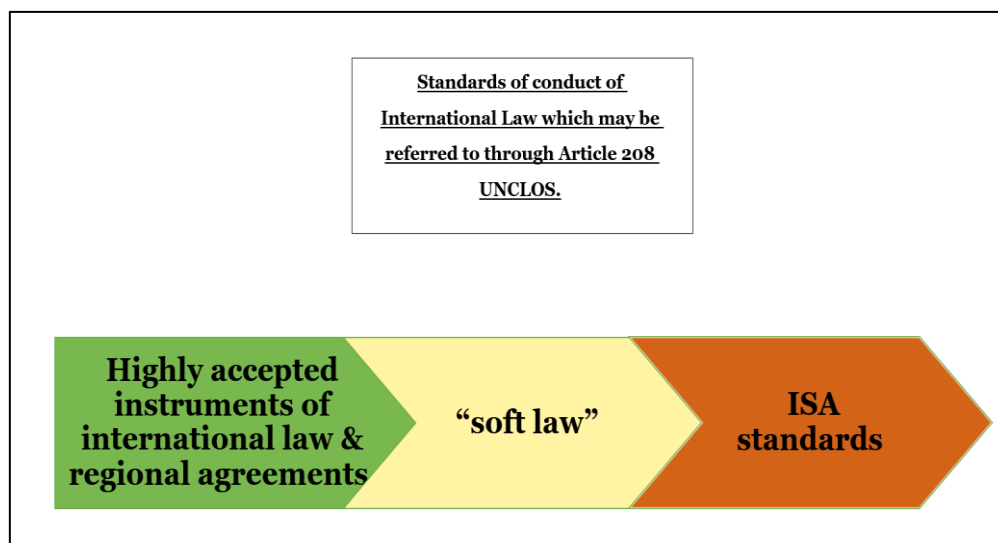 Standards of conduct of
International Law which may be
referred to through Article 208
UNCLOS.
Highly accepted
instruments of
international law &
regional agreements
“soft law”
ISA
standards